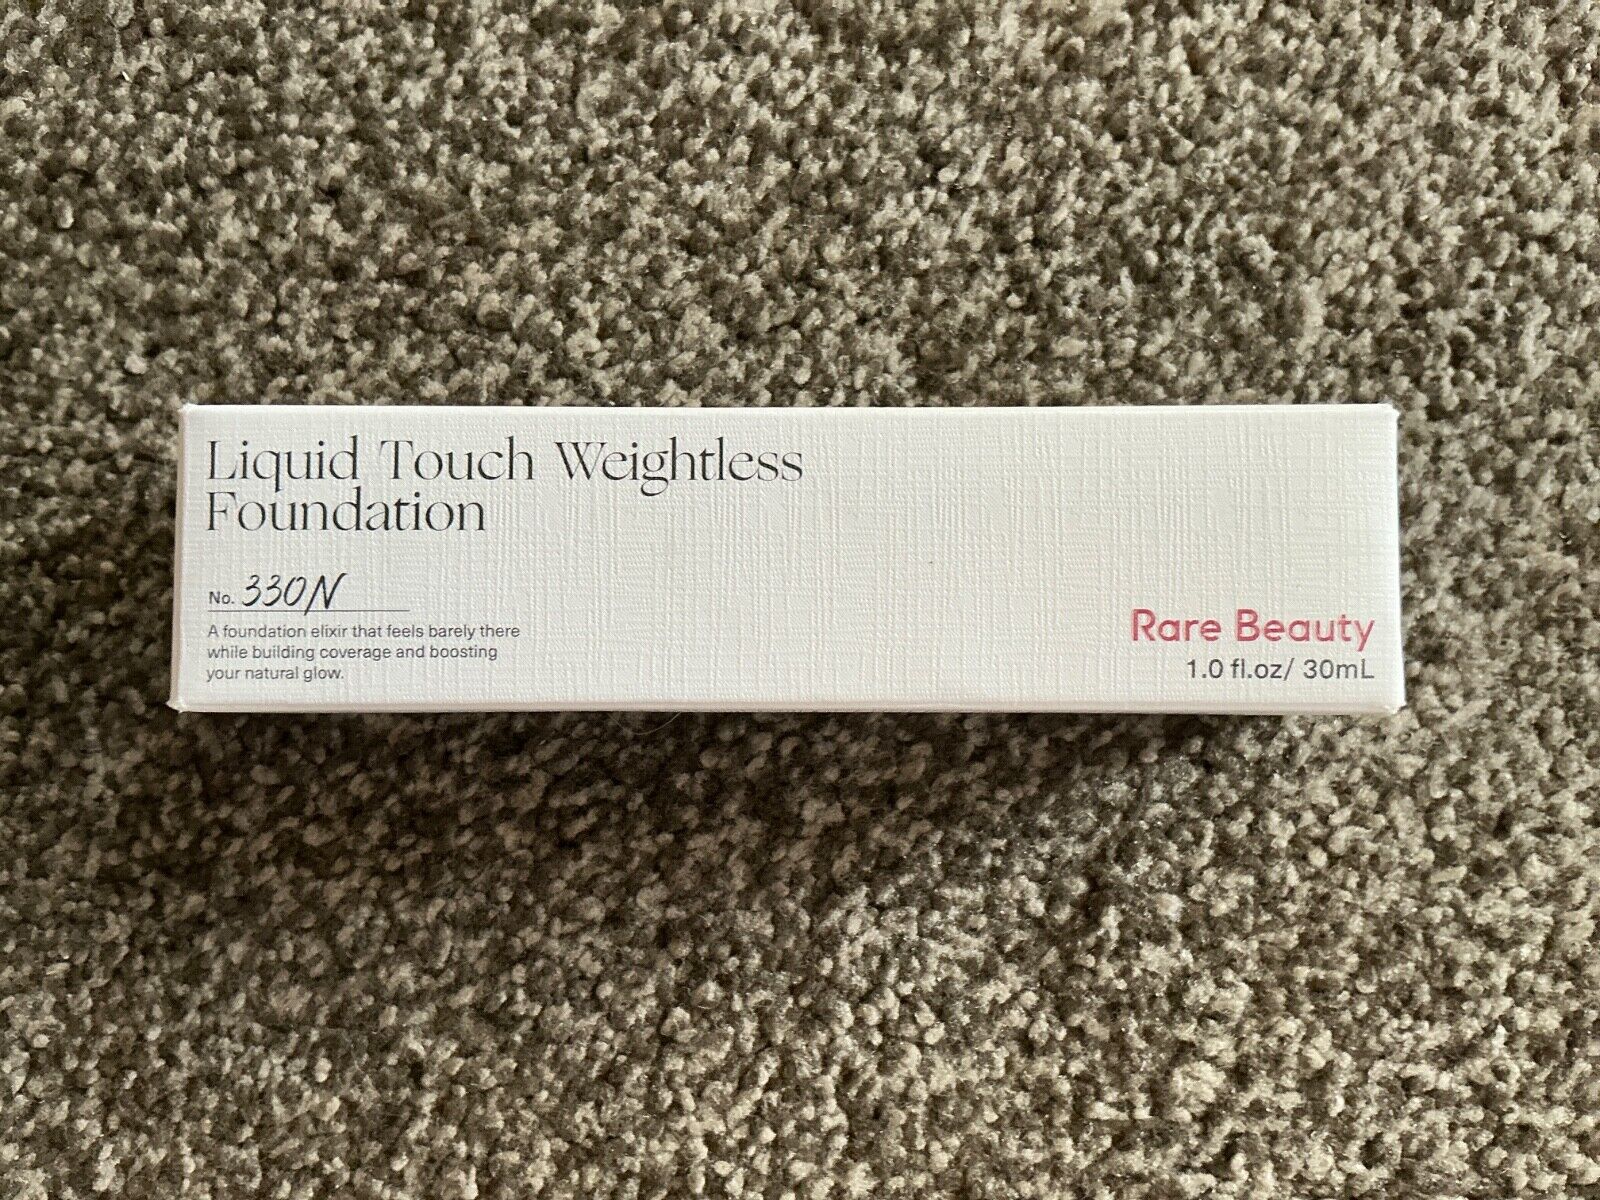 Liquid Touch Weightless
Foundation
No. 330N
A foundation elixir that feels barely there
while building coverage and boosting
your natural glow.
Rare Beauty
1.0 fl.oz/ 30mL